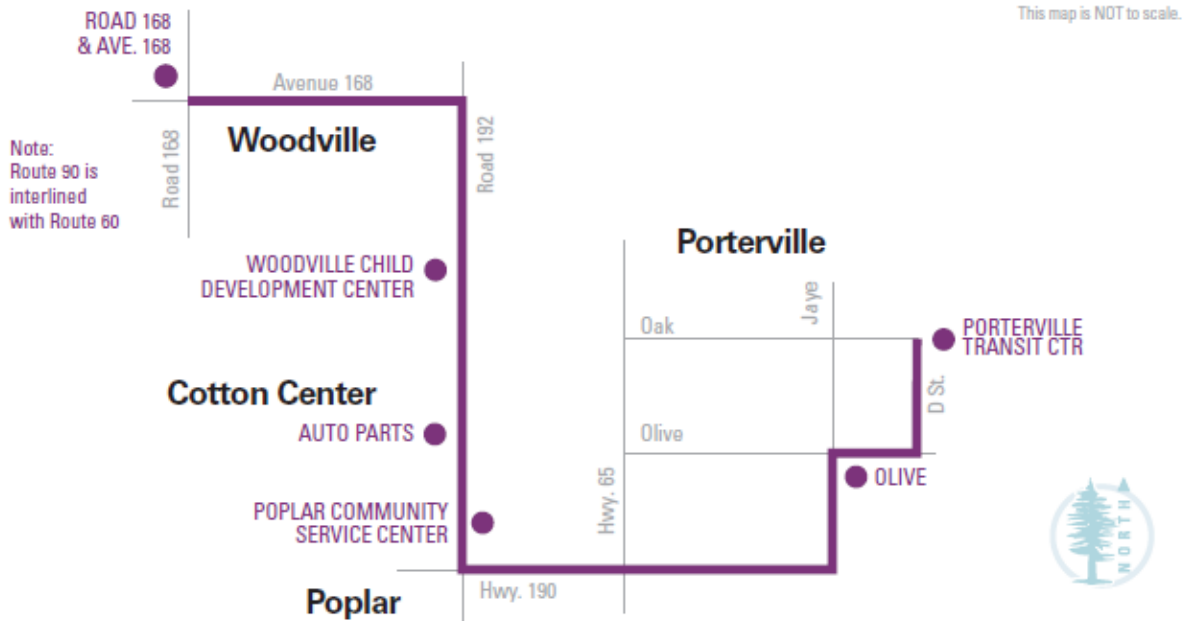 This map is NOT to scale.
ROAD 168
& AVE. 168
Avenue 168
Woodville
Road 168
Road 192
Note:
Route 90 is
interlined
with Route 60
Porterville
WOODVILLE CHILD
DEVELOPMENT CENTER
Jaye
Oak
PORTERVILLE
TRANSIT CTR
D St.
Cotton Center
AUTO PARTS
Olive
OLIVE
Hwy. 65
POPLAR COMMUNITY
SERVICE CENTER
NORTH
Hwy. 190
Poplar